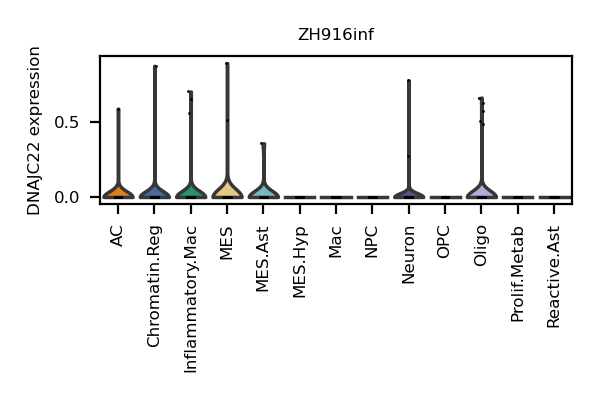 ZH916inf
DNAJC22 expression
0.5
0.0
AC
Chromatin.Reg
Inflammatory.Mac
MES
MES.Ast
MES.Hyp
Mac
NPC
Neuron
OPC
Oligo
Prolif.Metab
Reactive.Ast